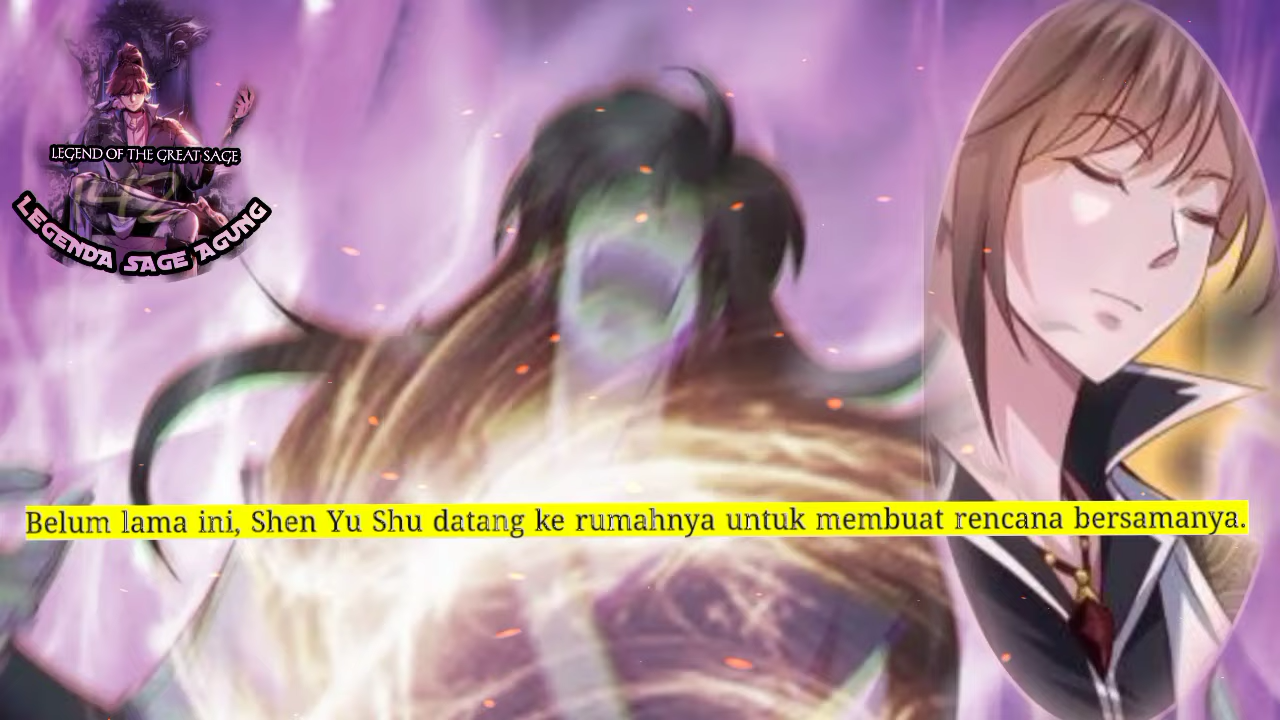 LEGEND OF THE GREAT SAGE
142
LEGENDA SAGE AGUNG
Belum lama ini, Shen Yu Shu datang ke rumahnya untuk membuat rencana bersamanya.